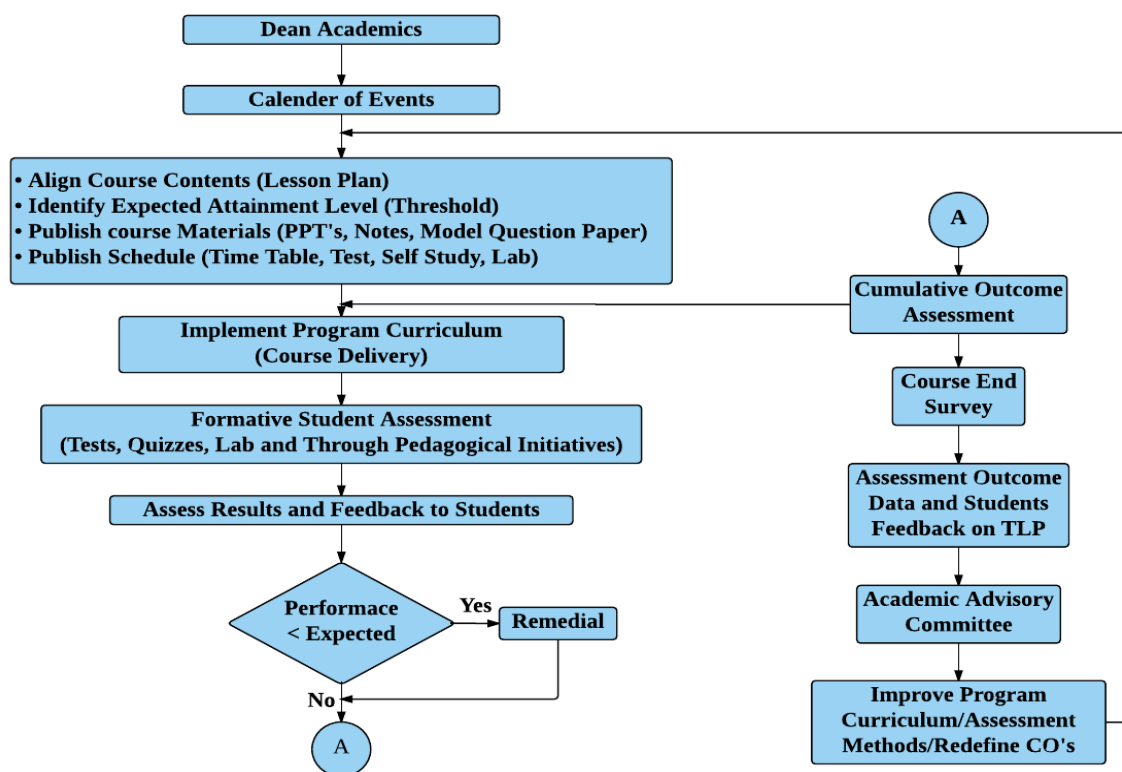 Dean Academics
Calender of Events
• Align Course Contents (Lesson Plan)
• Identify Expected Attainment Level (Threshold)
• Publish course Materials (PPT's, Notes, Model Question Paper)
• Publish Schedule (Time Table, Test, Self Study, Lab)
Implement Program Curriculum
(Course Delivery)
Formative Student Assessment
(Tests, Quizzes, Lab and Through Pedagogical Initiatives)
Assess Results and Feedback to Students
Performace
< Expected
Yes
Remedial
No
A
A
Cumulative Outcome
Assessment
Course End
Survey
Assessment Outcome
Data and Students
Feedback on TLP
Academic Advisory
Committee
Improve Program
Curriculum/Assessment
Methods/Redefine CO's